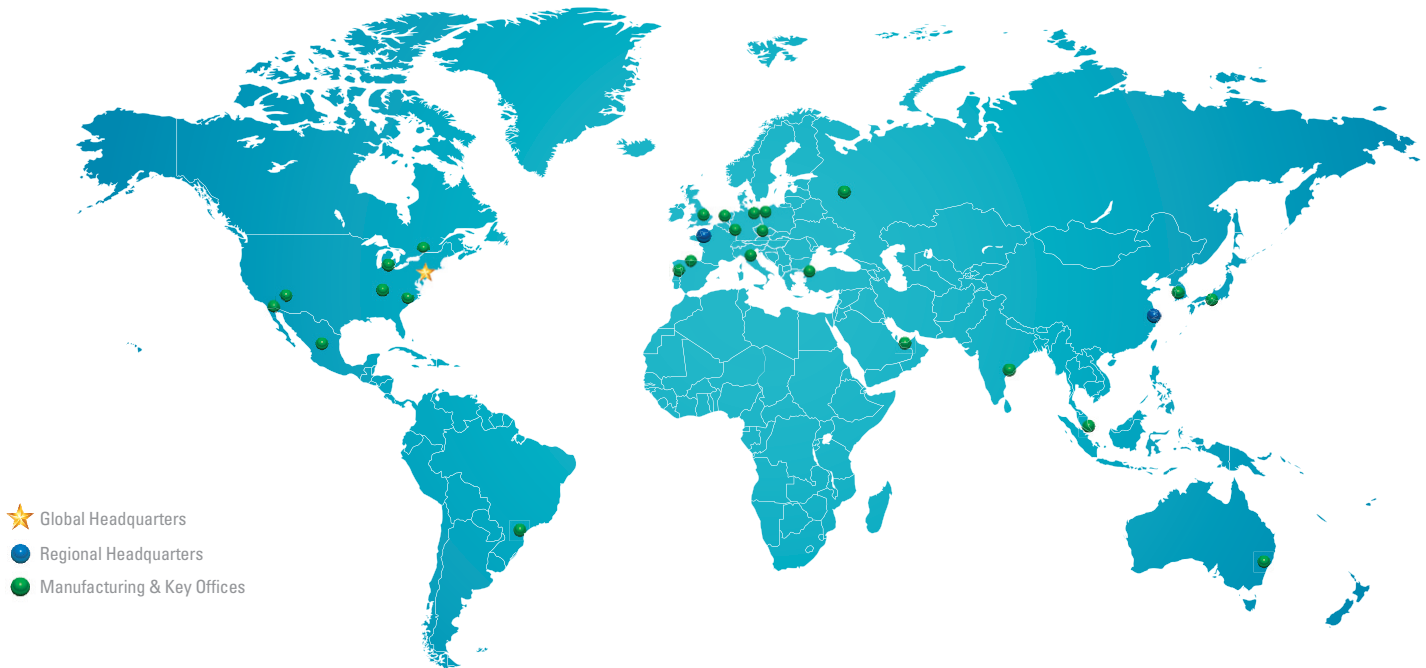 Global Headquarters
Regional Headquarters
Manufacturing & Key Offices